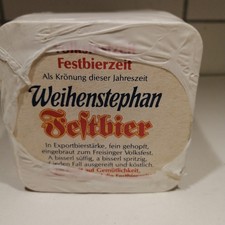 Festbierzeit
Als Krönung dieser Jahreszeit
Weihenstephan
Festbier
In Exportbierstärke, fein gehopft,
eingebraut zum Freisinger Volksfest.
A bisserl süffig, a bisserl spritzig,
Fall ausgereift und köstlich
auf Gemütlichkeit,